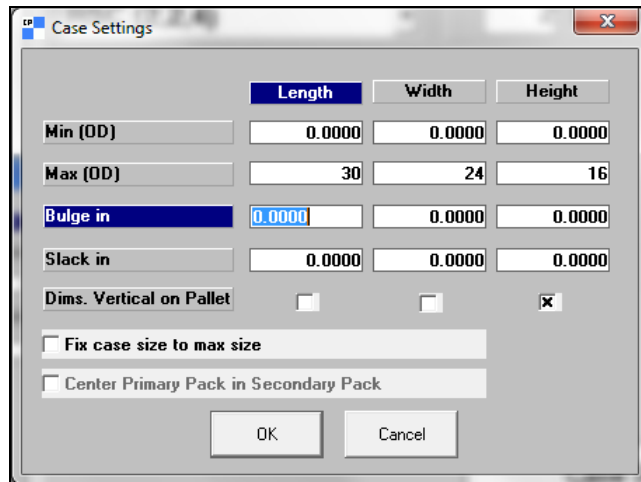 CP
Case Settings
Length Width Height
Min (OD) 0.0000 0.0000 0.0000
Max (OD) 30 24 16
Bulge in 0.0000 0.0000 0.0000
Slack in 0.0000 0.0000 0.0000
Dims. Vertical on Pallet
Fix case size to max size
Center Primary Pack in Secondary Pack
OK Cancel